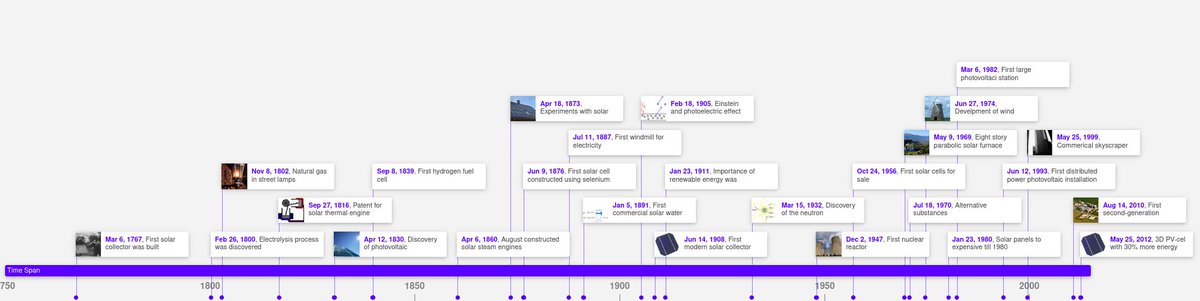 Mar 6, 1982, First large
photovoltaci station
Apr 18, 1873,
Experiments with solar
Feb 18, 1905, Einstein
and photoelectric effect
Jun 27, 1974,
Develpment of wind
Jul 11, 1887, First windmill for
electricity
May 9, 1969, Eight story
parabolic solar furnace
May 25, 1999,
Commerical skyscraper
Nov 8, 1802, Natural gas
in street lamps
Sep 8, 1839, First hydrogen fuel
cell
Jun 9, 1876, First solar cell
constructed using selenium
Jan 23, 1911, Importance of
renewable energy was
Oct 24, 1956, First solar cells for
sale
Jun 12, 1993, First distributed
power photovoltaic installation
Sep 27, 1816, Patent for
solar thermal engine
Jan 5, 1891, First
commercial solar water
Mar 15, 1932, Discovery
of the neutron
Jul 18, 1970, Alternative
substances
Aug 14, 2010, First
second-generation
Mar 6, 1767, First solar
collector was built
Feb 26, 1800, Electrolysis process
was discovered
Apr 12, 1830, Discovery
of photovoltaic
Apr 6, 1860, August constructed
solar steam engines
Jun 14, 1908, First
modern solar collector
Dec 2, 1947, First nuclear
reactor
Jan 23, 1980, Solar panels to
expensive till 1980
May 25, 2012, 3D PV-cel
with 30% more energy
Time Span
750 1800 1850 1900 1950 2000